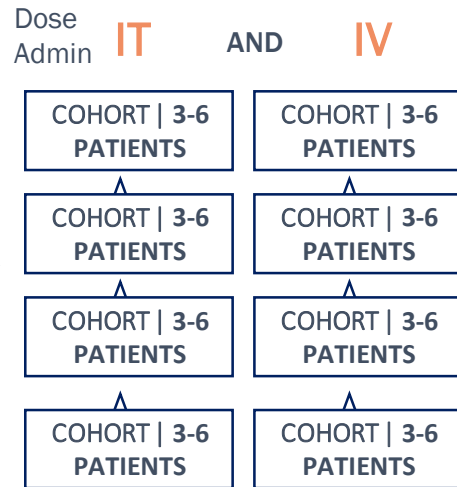 Dose
Admin IT AND IV
COHORT | 3-6
PATIENTS
COHORT | 3-6
PATIENTS
COHORT | 3-6
PATIENTS
COHORT | 3-6
PATIENTS
COHORT | 3-6
PATIENTS
COHORT | 3-6
PATIENTS
COHORT | 3-6
PATIENTS
COHORT | 3-6
PATIENTS